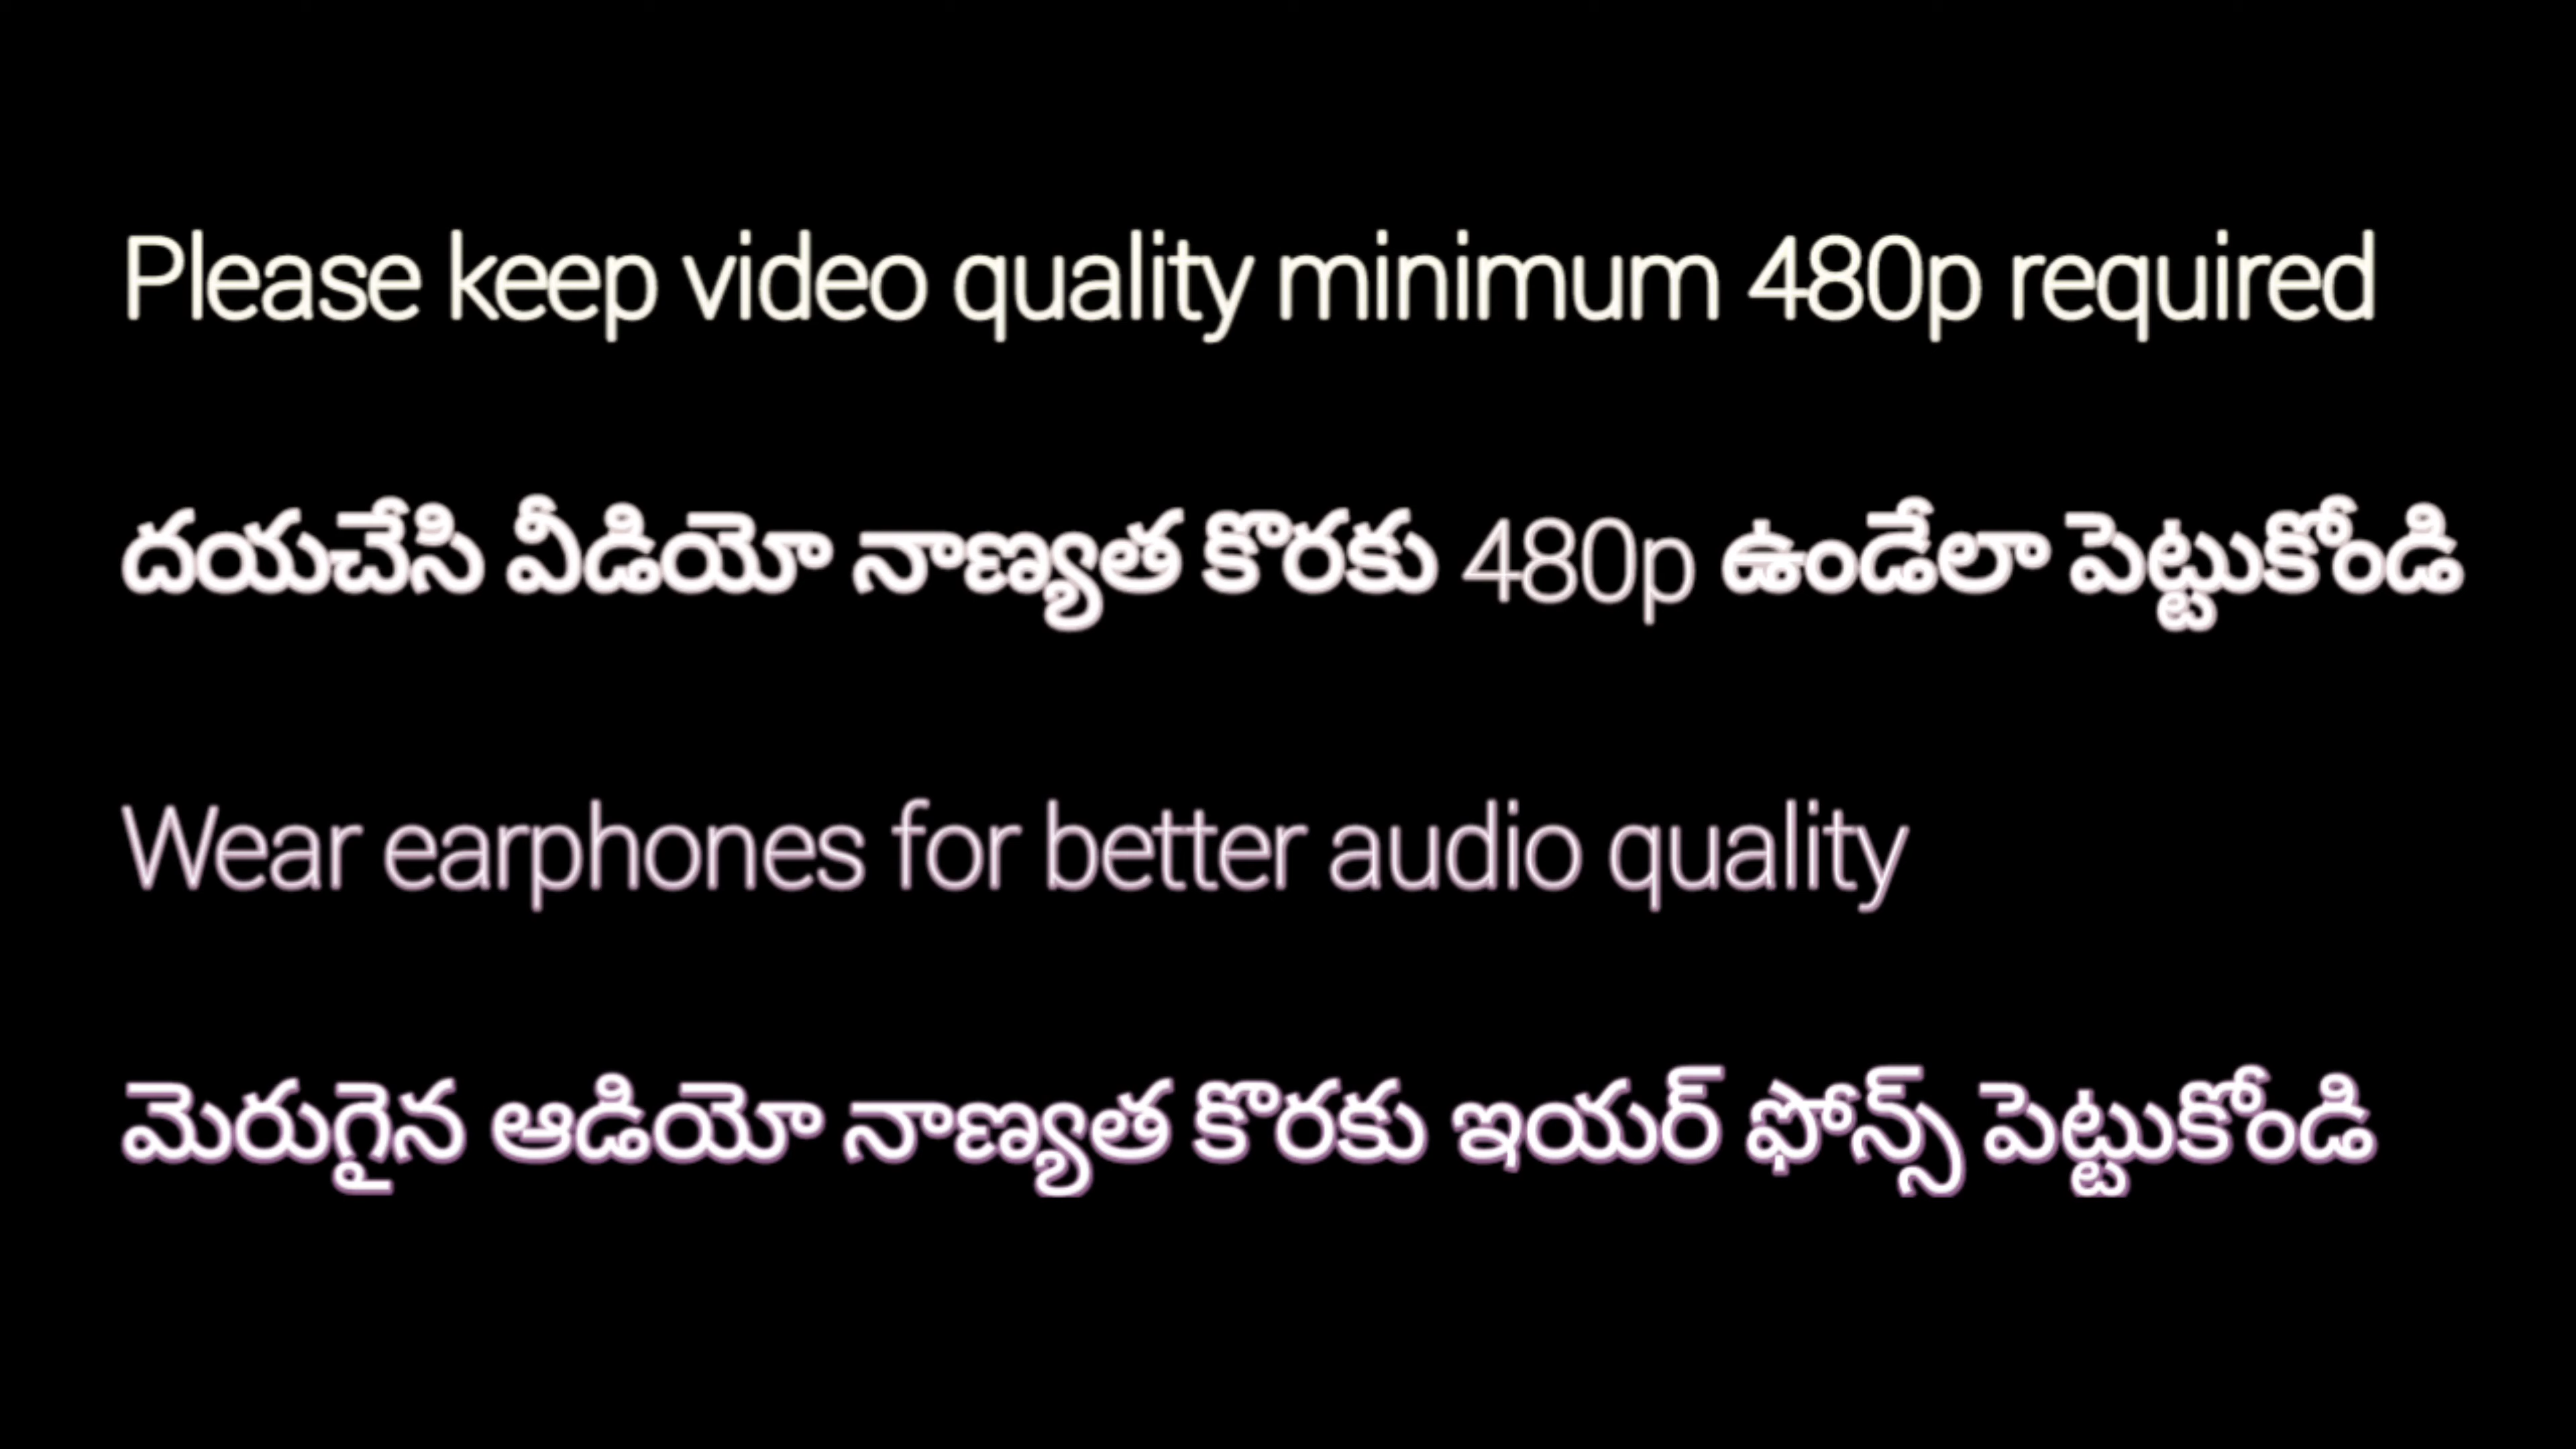 Please keep video quality minimum 480p required
దయచేసి వీడియో నాణ్యత కొరకు 480p ఉండేలా పెట్టుకోండి
Wear earphones for better audio quality
మెరుగైన ఆడియో నాణ్యత కొరకు ఇయర్ ఫోన్స్ పెట్టుకోండి